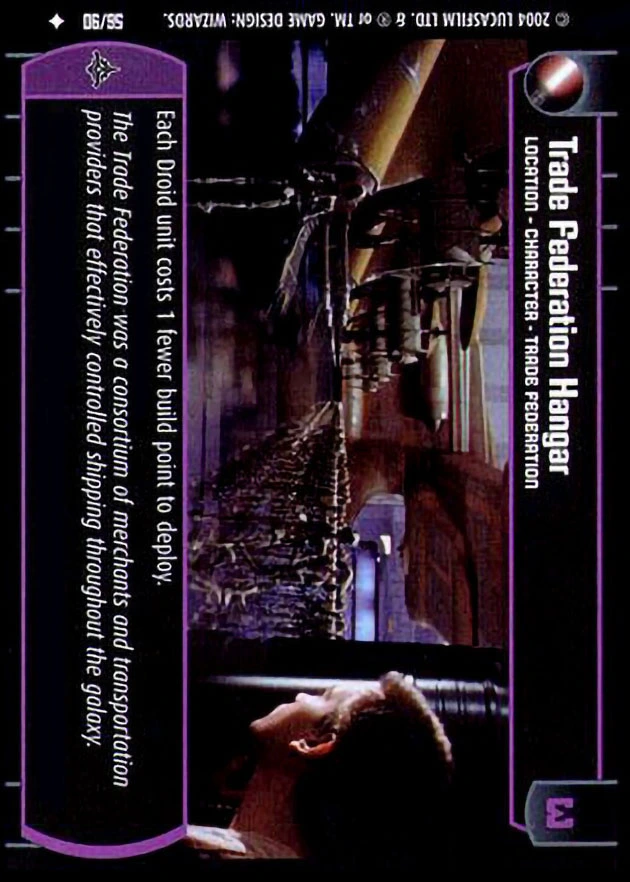 Trade Federation Hangar
LOCATION - CHARACTER - TRADE FEDERATION
3
Each Droid unit costs 1 fewer build point to deploy.
The Trade Federation was a consortium of merchants and transportation
providers that effectively controlled shipping throughout the galaxy.
© 2004 LUCASFILM LTD. & ® or TM. GAME DESIGN: WIZARDS.
56/90